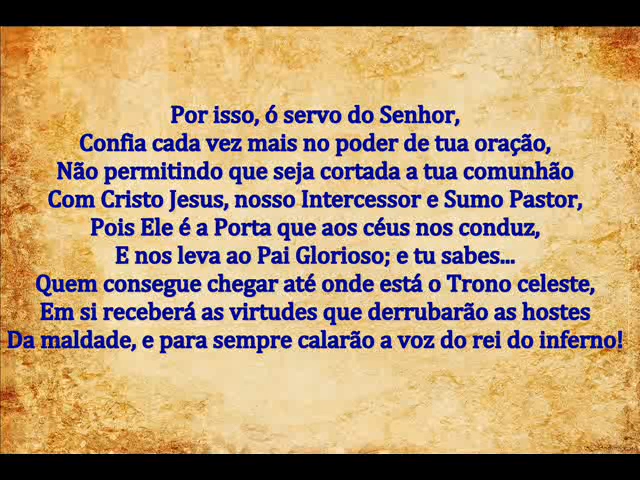 Por isso, ó servo do Senhor,
Confia cada vez mais no poder de tua oração,
Não permitindo que seja cortada a tua comunhão
Com Cristo Jesus, nosso Intercessor e Sumo Pastor,
Pois Ele é a Porta que aos céus nos conduz,
E nos leva ao Pai Glorioso; e tu sabes...
Quem consegue chegar até onde está o Trono celeste,
Em si receberá as virtudes que derrubarão as hostes
Da maldade, e para sempre calarão a voz do rei do inferno!